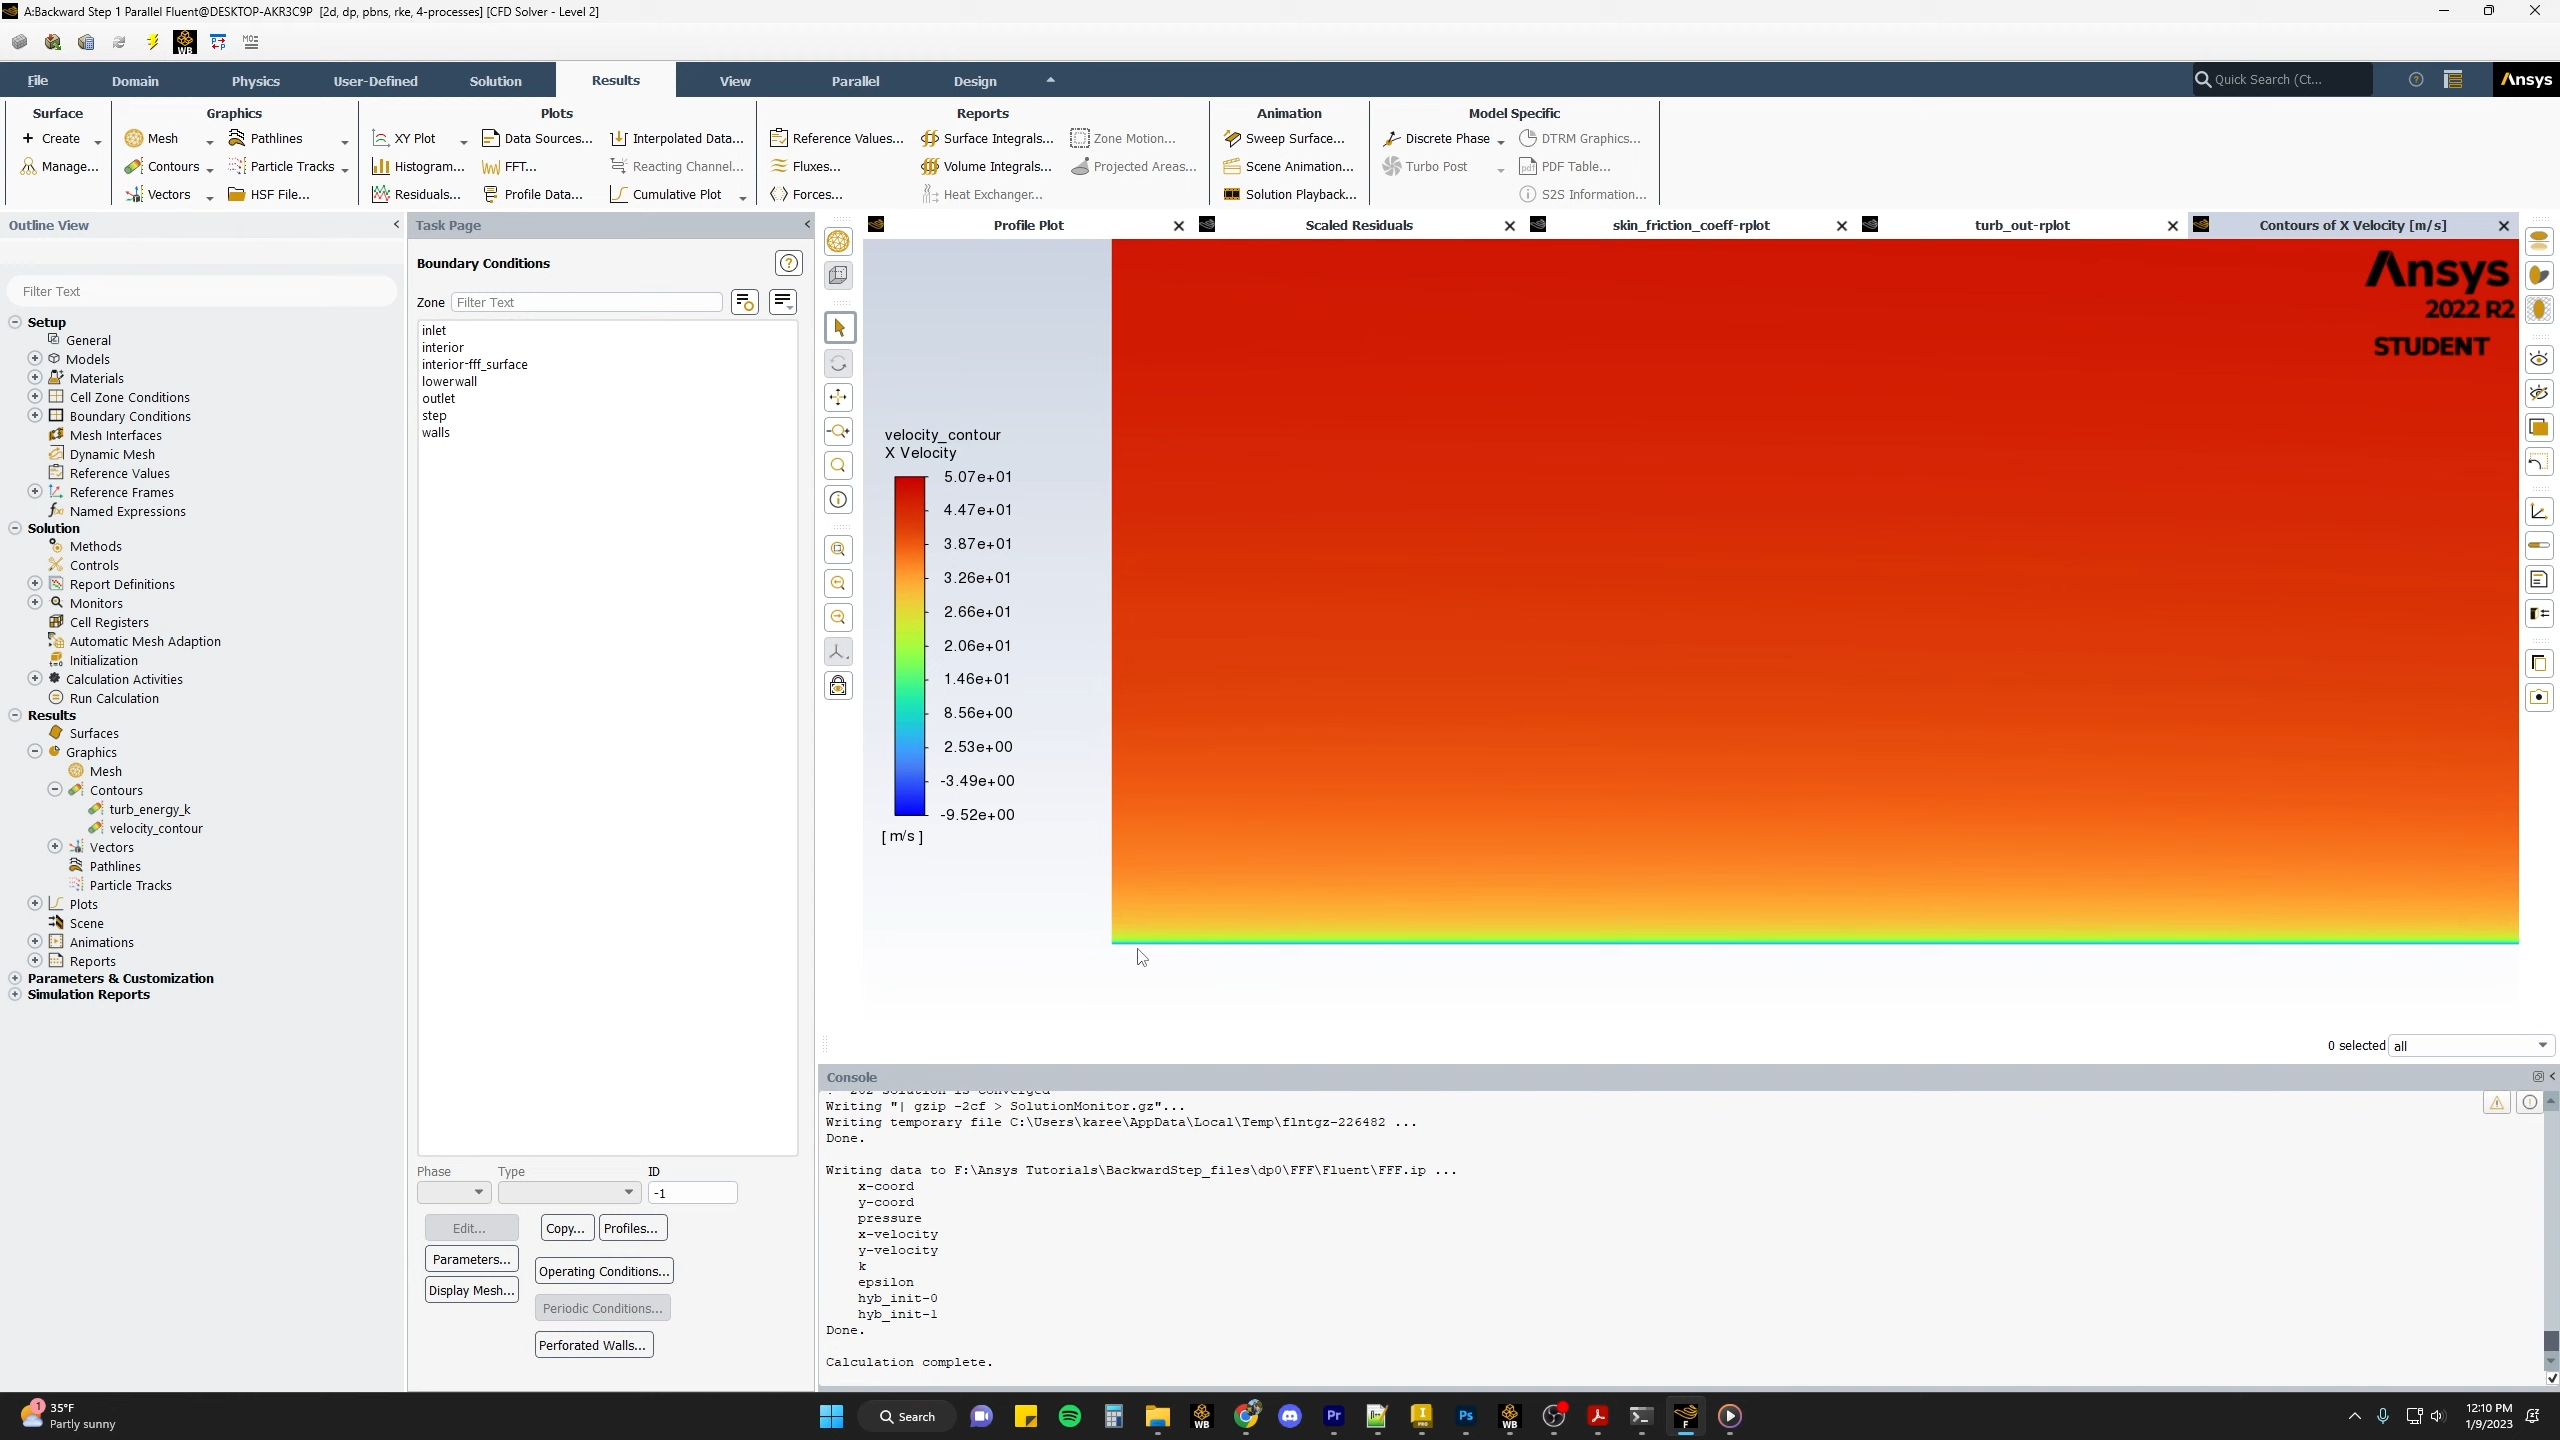 A:Backward Step 1 Parallel Fluent@DESKTOP-AKR3C9P [2d, dp, pbns, rke, 4-processes] [CFD Solver - Level 2]
File Domain Physics User-Defined Solution Results View Parallel Design Quick Search (Ct... Ansys
Surface Graphics Plots Reports Animation Model Specific
Create Mesh Pathlines XY Plot Data Sources... Interpolated Data... Reference Values... Surface Integrals... Zone Motion... Sweep Surface... Discrete Phase DTRM Graphics...
Manage... Contours Particle Tracks Histogram... FFT... Reacting Channel... Fluxes... Volume Integrals... Projected Areas... Scene Animation... Turbo Post PDF Table...
Vectors HSF File... Residuals... Profile Data... Cumulative Plot Forces... Heat Exchanger... Solution Playback... S2S Information...
Outline View
Filter Text
Setup
General
Models
Materials
Cell Zone Conditions
Boundary Conditions
Mesh Interfaces
Dynamic Mesh
Reference Values
Reference Frames
Named Expressions
Solution
Methods
Controls
Report Definitions
Monitors
Cell Registers
Automatic Mesh Adaption
Initialization
Calculation Activities
Run Calculation
Results
Surfaces
Graphics
Mesh
Contours
turb_energy_k
velocity_contour
Vectors
Pathlines
Particle Tracks
Plots
Scene
Animations
Reports
Parameters & Customization
Simulation Reports
Task Page
Boundary Conditions
Zone Filter Text
inlet
interior
interior-fff_surface
lowerwall
outlet
step
walls
Phase Type ID
-1
Edit... Copy... Profiles...
Parameters...
Operating Conditions...
Display Mesh...
Periodic Conditions...
Perforated Walls...
Profile Plot Scaled Residuals skin_friction_coeff-rplot turb_out-rplot Contours of X Velocity [m/s]
Ansys
2022 R2
STUDENT
velocity_contour
X Velocity
5.07e+01
4.47e+01
3.87e+01
3.26e+01
2.66e+01
2.06e+01
1.46e+01
8.56e+00
2.53e+00
-3.49e+00
-9.52e+00
[ m/s ]
0 selected all
Console
Writing "| gzip -2cf > SolutionMonitor.gz"...
Writing temporary file C:\Users\karee\AppData\Local\Temp\flntgz-226482 ...
Done.
Writing data to F:\Ansys Tutorials\BackwardStep_files\dp0\FFF\Fluent\FFF.ip ...
x-coord
y-coord
pressure
x-velocity
y-velocity
k
epsilon
hyb_init-0
hyb_init-1
Done.
Calculation complete.
1
35°F
Partly sunny
Search
12:10 PM
1/9/2023